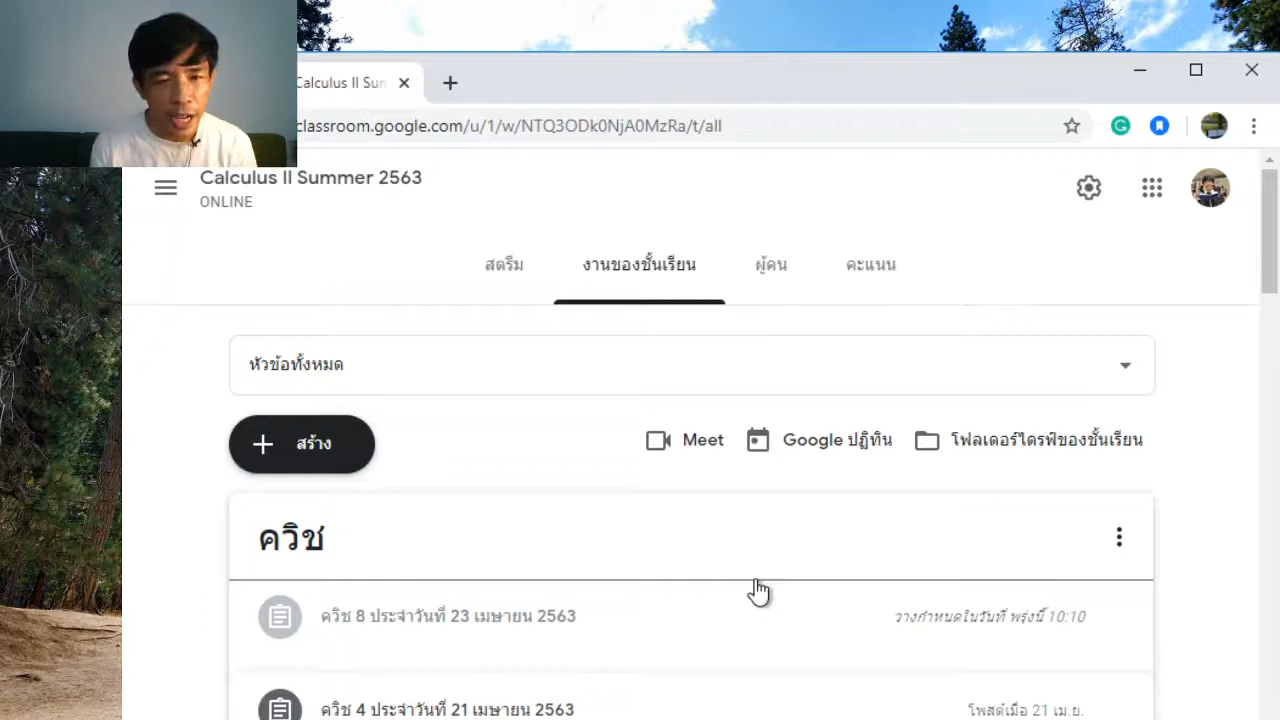 Calculus II Sun
classroom.google.com/u/1/w/NTQ3ODk0NjA0MzRa/t/all
Calculus II Summer 2563
ONLINE
สตรีม งานของชั้นเรียน ผู้คน คะแนน
หัวข้อทั้งหมด
+ สร้าง Meet Google ปฏิทิน โฟลเดอร์ไดรฟ์ของชั้นเรียน
ควิช
ควิช 8 ประจำวันที่ 23 เมษายน 2563 วางกำหนดในวันที่ พรุ่งนี้ 10:10
ควิช 4 ประจำวันที่ 21 เมษายน 2563 โพสต์เมื่อ 21 เม.ย.